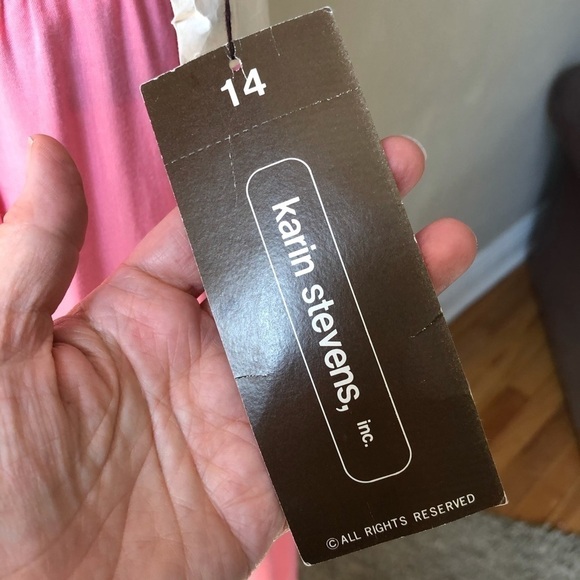 14
karin stevens, inc.
© ALL RIGHTS RESERVED